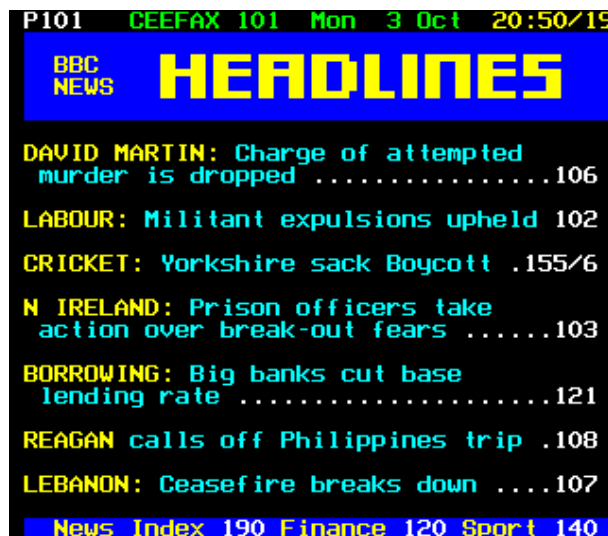 P101 CEEFAX 101 Mon 3 Oct 20:50/19
BBC
NEWS
HEADLINES
DAVID MARTIN: Charge of attempted
murder is dropped .................106
LABOUR: Militant expulsions upheld 102
CRICKET: Yorkshire sack Boycott .155/6
N IRELAND: Prison officers take
action over break-out fears ......103
BORROWING: Big banks cut base
lending rate ......................121
REAGAN calls off Philippines trip .108
LEBANON: Ceasefire breaks down ....107
News Index 190 Finance 120 Sport 140